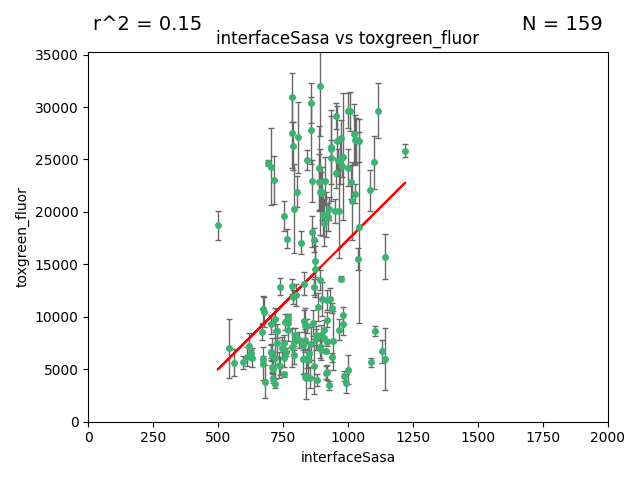 r^2 = 0.15
N = 159
interfaceSasa vs toxgreen_fluor
35000
30000
25000
20000
15000
10000
5000
0
toxgreen_fluor
0 250 500 750 1000 1250 1500 1750 2000
interfaceSasa